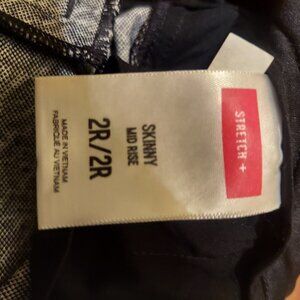 STRETCH +
SKINNY
MID RISE
2R/2R
MADE IN VIETNAM
FABRIQUÉ AU VIETNAM